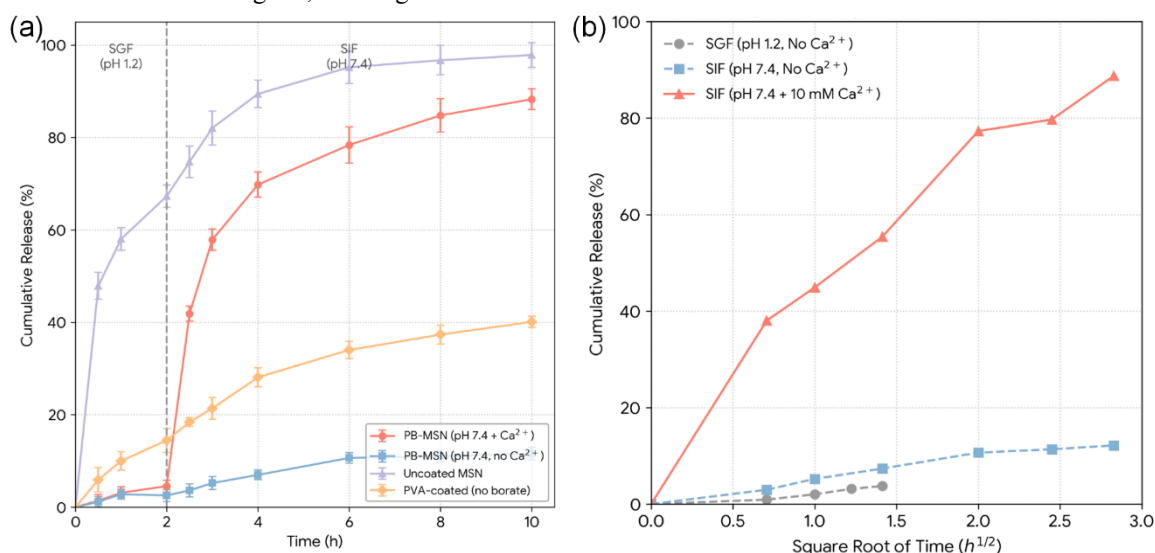 (a)
SGF
(pH 1.2)
SIF
(pH 7.4)
Cumulative Release (%)
100
80
60
40
20
0
0
2
4
6
8
10
Time (h)
PB-MSN (pH 7.4 + Ca²⁺)
PB-MSN (pH 7.4, no Ca²⁺)
Uncoated MSN
PVA-coated (no borate)
(b)
SGF (pH 1.2, No Ca²⁺)
SIF (pH 7.4, No Ca²⁺)
SIF (pH 7.4 + 10 mM Ca²⁺)
Cumulative Release (%)
100
80
60
40
20
0
0.0
0.5
1.0
1.5
2.0
2.5
3.0
Square Root of Time (h^{1/2})